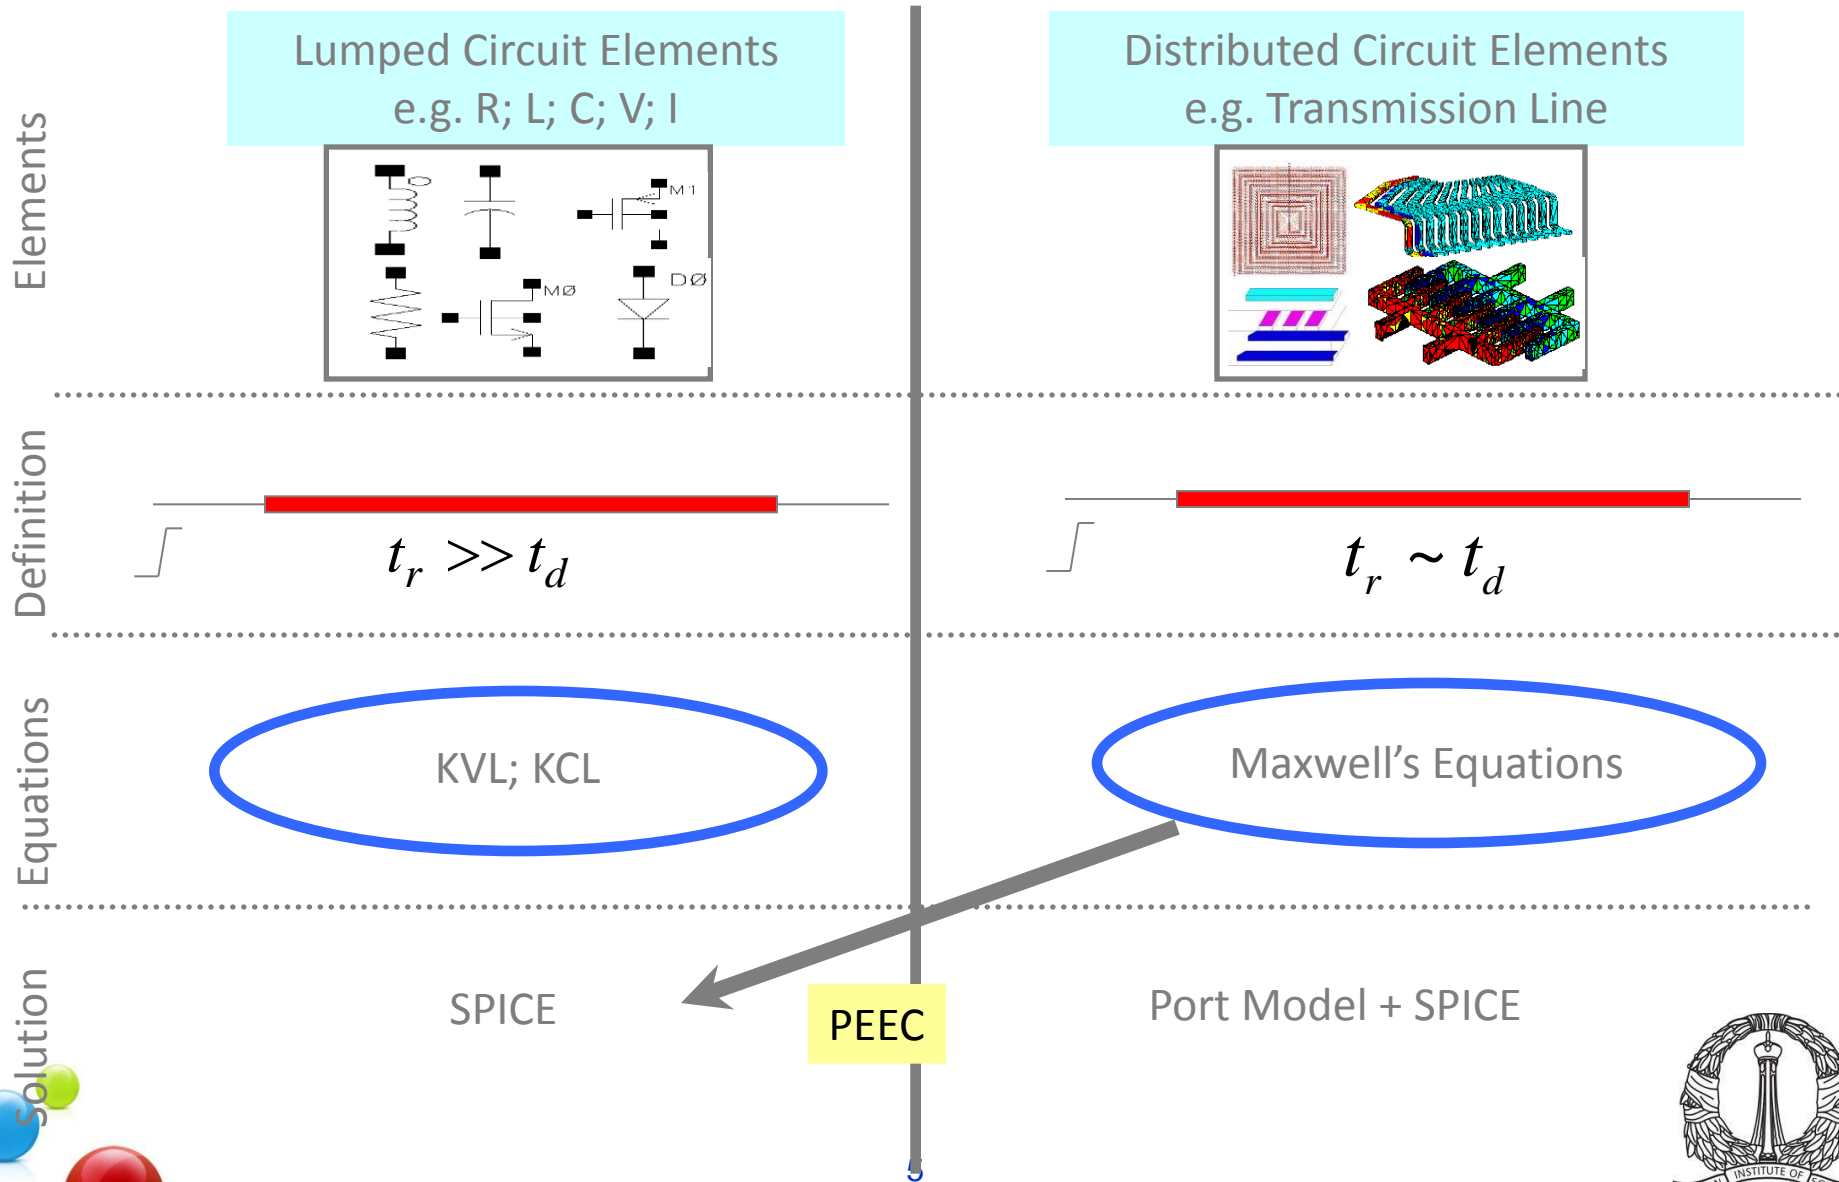 Lumped Circuit Elements
e.g. R; L; C; V; I
Distributed Circuit Elements
e.g. Transmission Line
Elements
M1
MØ
DØ
Definition
t_r >> t_d
t_r ~ t_d
Equations
KVL; KCL
Maxwell's Equations
Solution
SPICE
PEEC
Port Model + SPICE
5
INSTITUTE OF